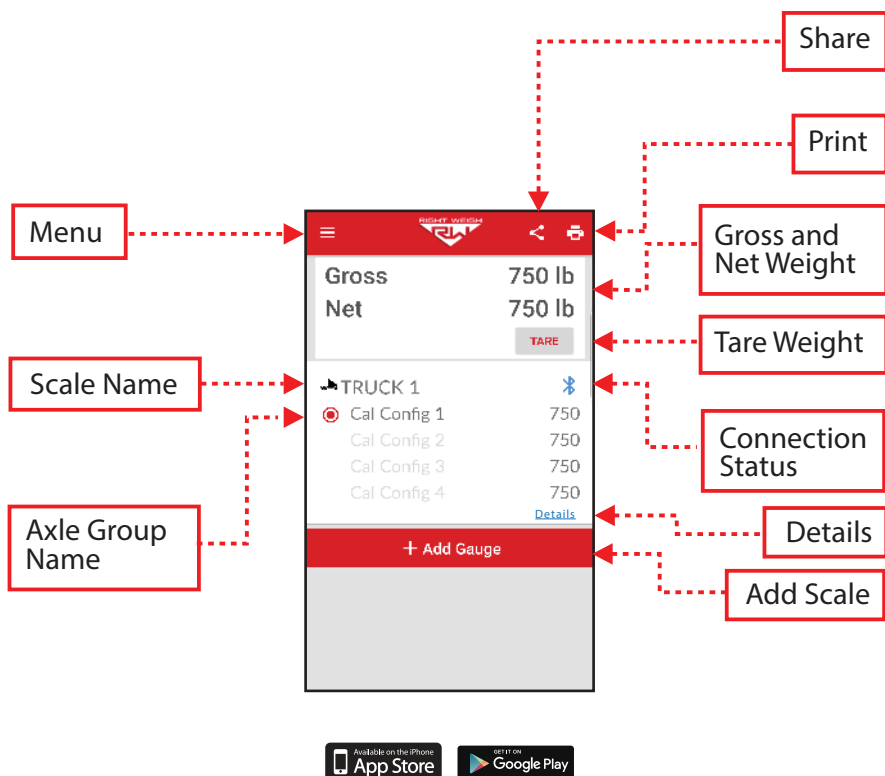 Share
Print
Menu
RIGHT WEIGH
RW
Gross and
Net Weight
Gross 750 lb
Net 750 lb
TARE
Tare Weight
Scale Name
TRUCK 1
Cal Config 1 750
Cal Config 2 750
Cal Config 3 750
Cal Config 4 750
Connection
Status
Axle Group
Name
Details
Details
+ Add Gauge
Add Scale
Available on the iPhone
App Store
GET IT ON
Google Play